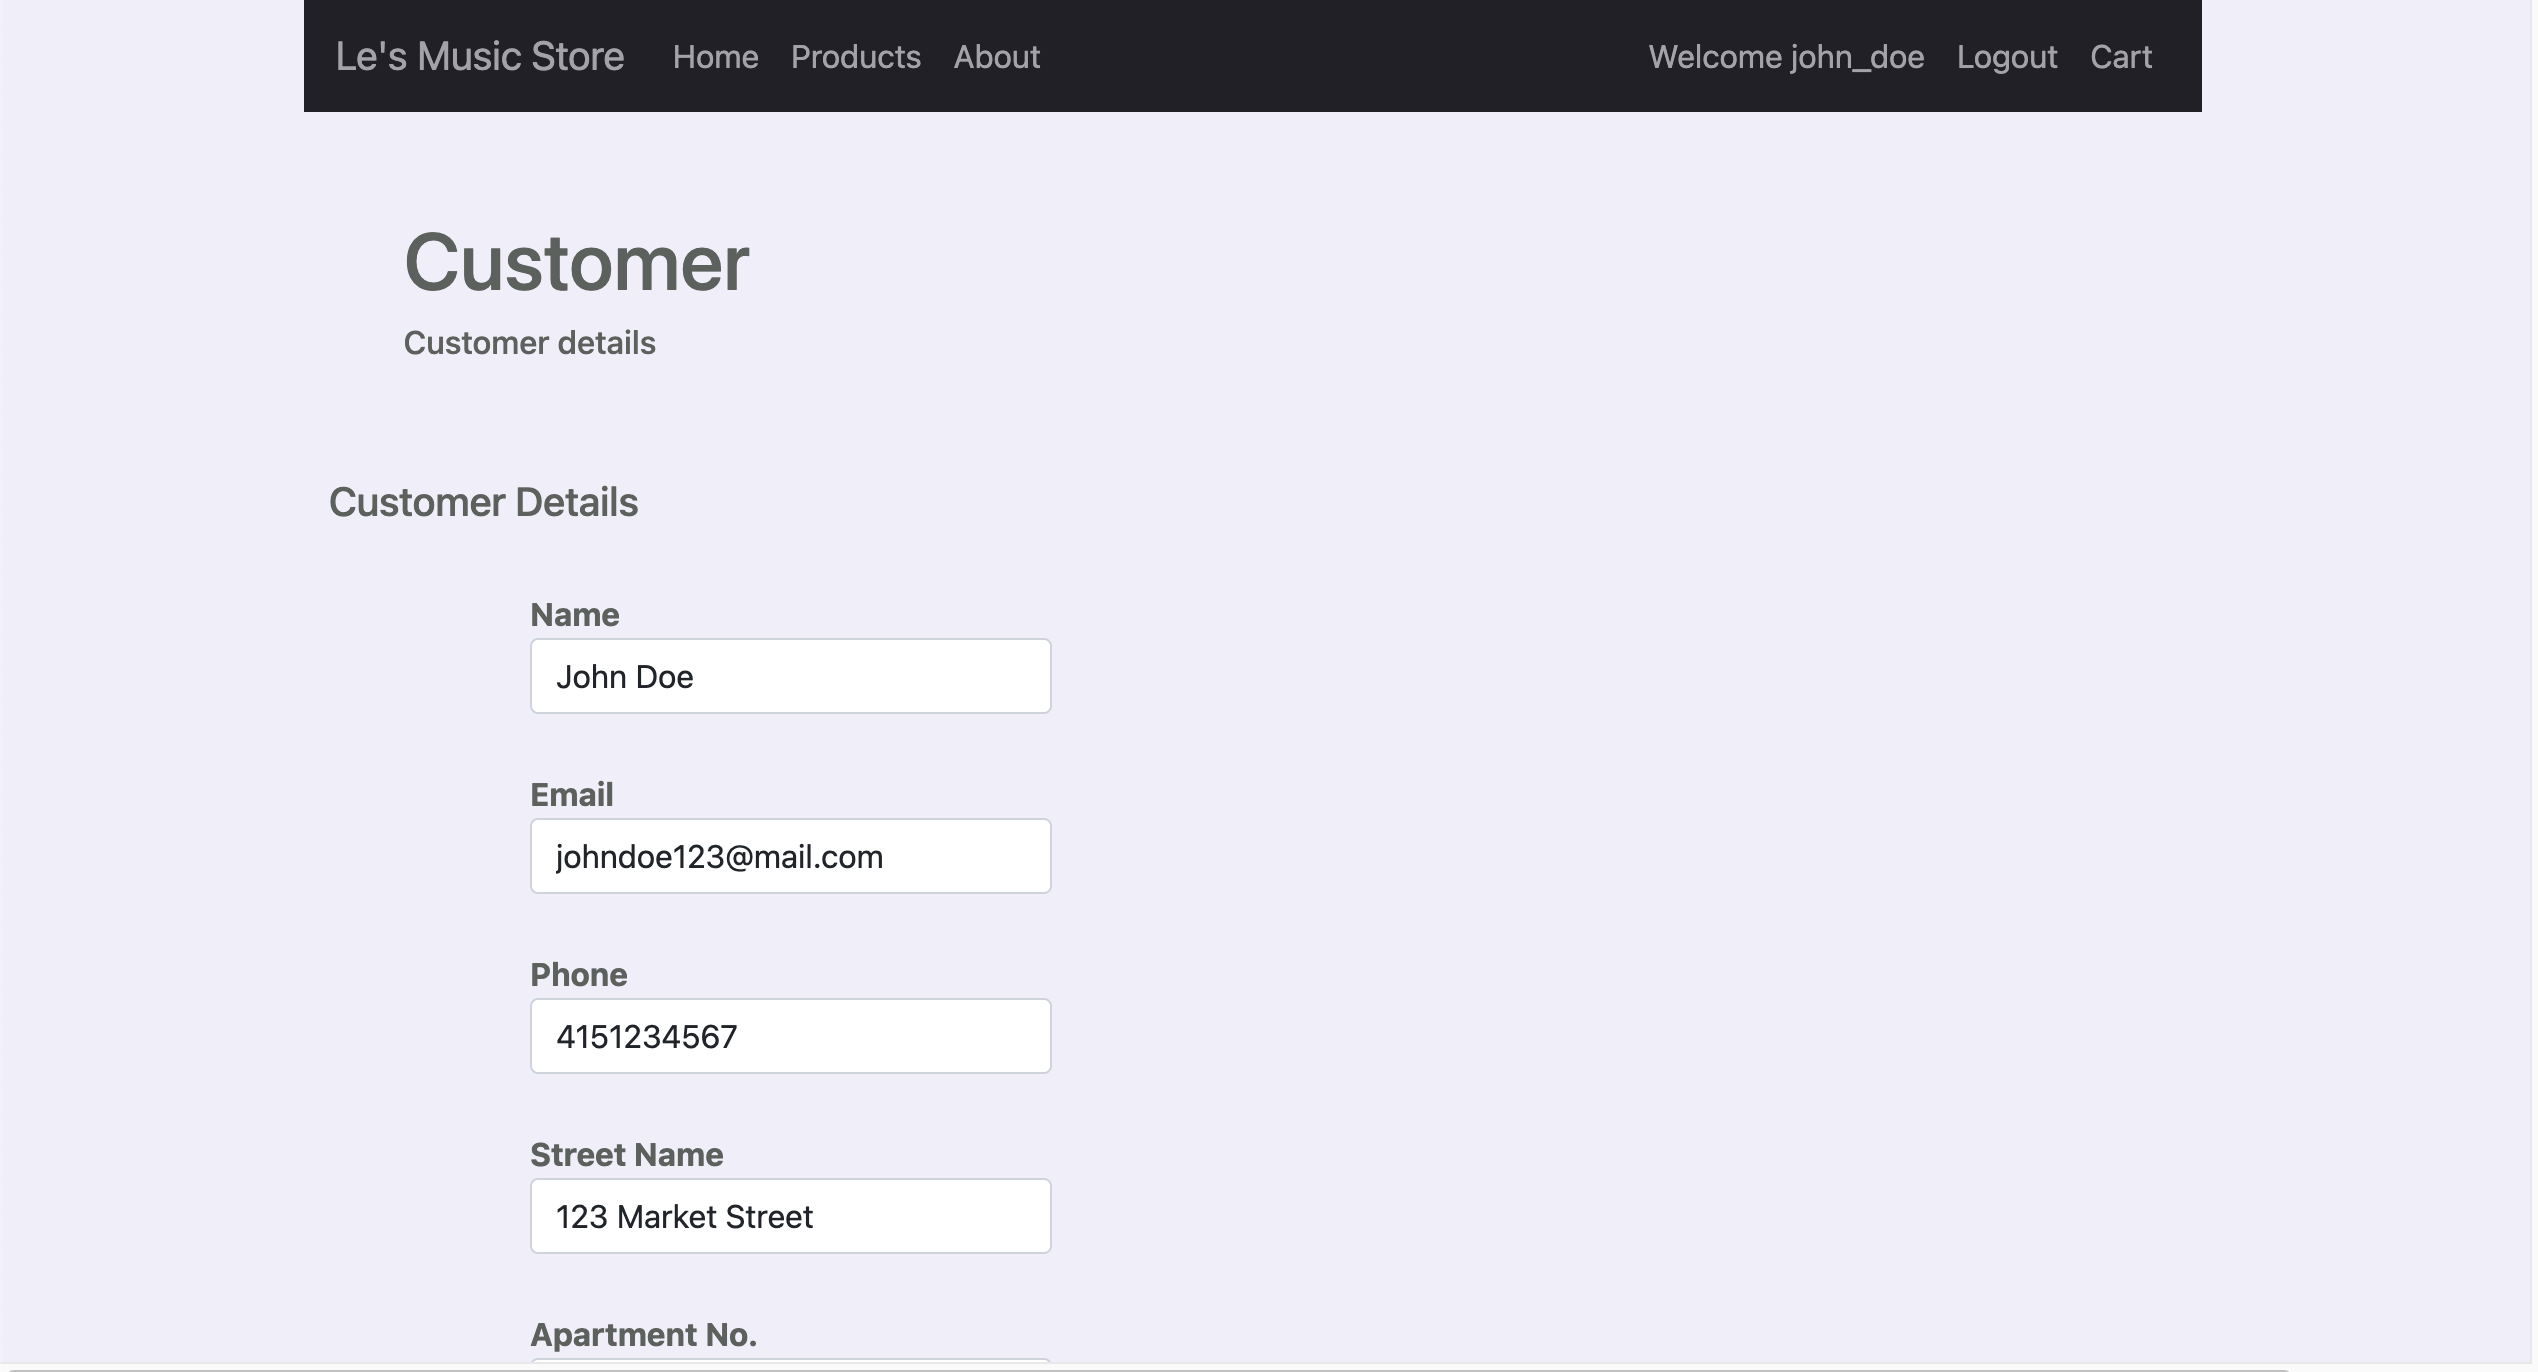 Le's Music Store Home Products About Welcome john_doe Logout Cart
Customer
Customer details
Customer Details
Name
John Doe
Email
johndoe123@mail.com
Phone
4151234567
Street Name
123 Market Street
Apartment No.